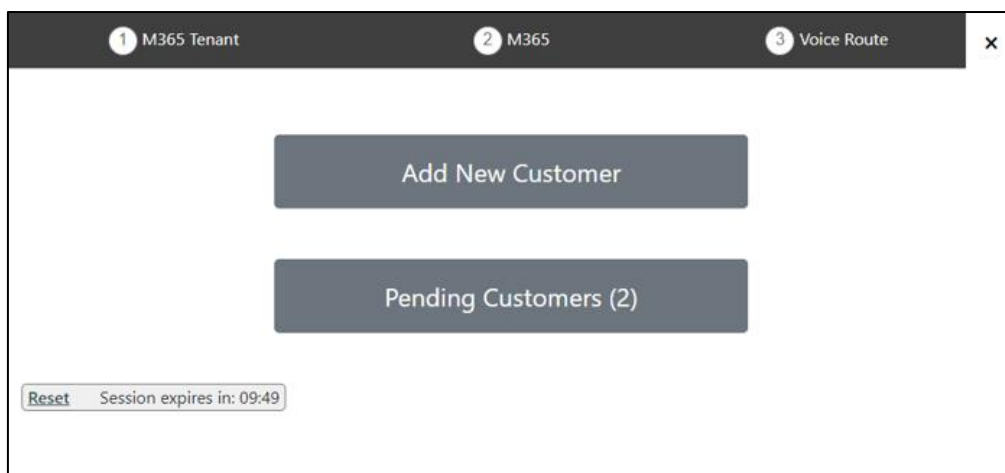 1 M365 Tenant 2 M365 3 Voice Route ×
Add New Customer
Pending Customers (2)
Reset Session expires in: 09:49